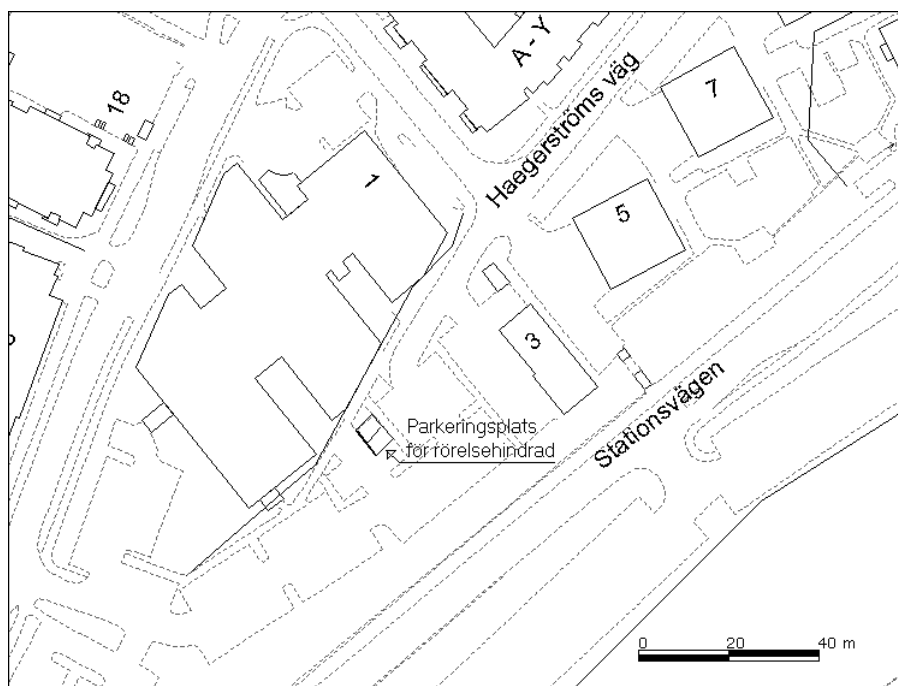 A - Y
Haegerströms väg
18
7
1
5
3
Stationsvägen
Parkeringsplats
för rörelsehindrad
0 20 40 m